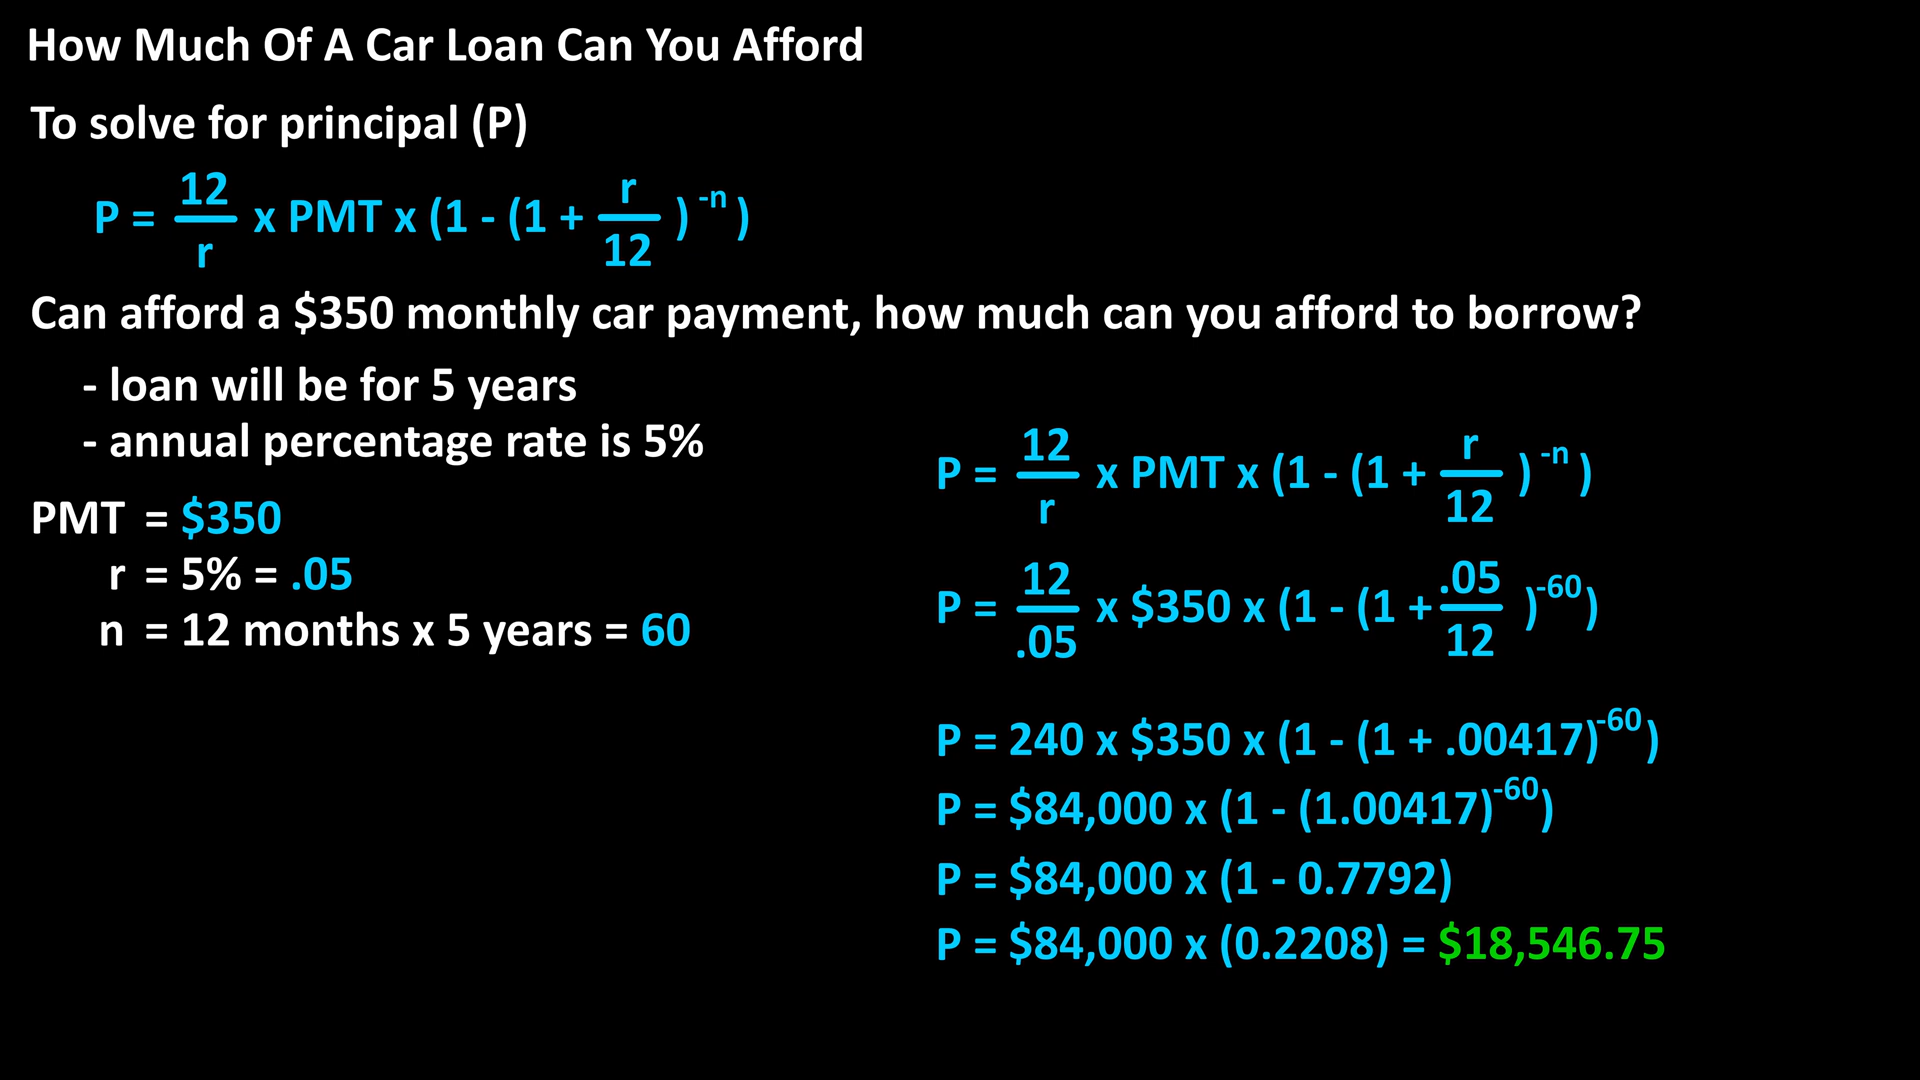 How Much Of A Car Loan Can You Afford
To solve for principal (P)
P = 12/r x PMT x (1 - (1 + r/12)^-n)
Can afford a $350 monthly car payment, how much can you afford to borrow?
- loan will be for 5 years
- annual percentage rate is 5%
PMT = $350
r = 5% = .05
n = 12 months x 5 years = 60
P = 12/r x PMT x (1 - (1 + r/12)^-n)
P = 12/.05 x $350 x (1 - (1 + .05/12)^-60)
P = 240 x $350 x (1 - (1 + .00417)^-60)
P = $84,000 x (1 - (1.00417)^-60)
P = $84,000 x (1 - 0.7792)
P = $84,000 x (0.2208) = $18,546.75